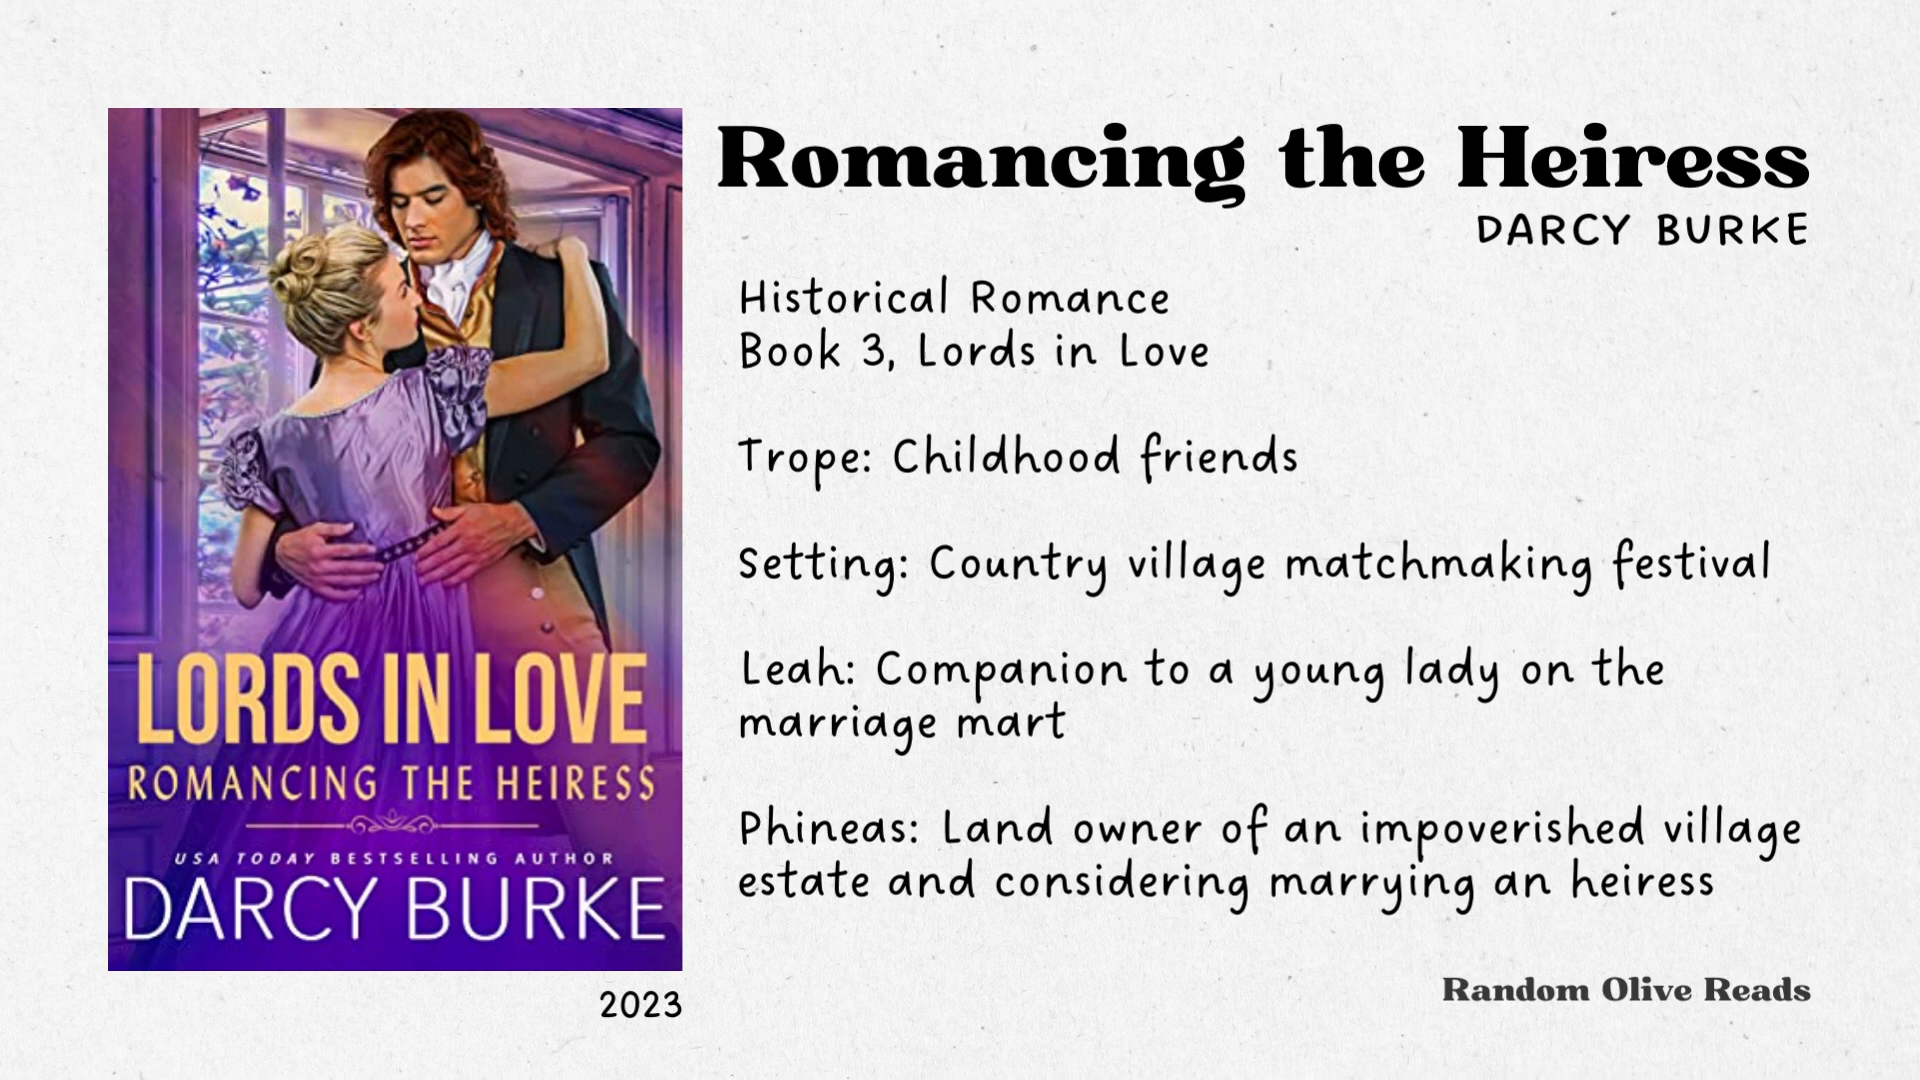 LORDS IN LOVE
ROMANCING THE HEIRESS
USA TODAY BESTSELLING AUTHOR
DARCY BURKE
2023
Romancing the Heiress
DARCY BURKE
Historical Romance
Book 3, Lords in Love
Trope: Childhood friends
Setting: Country village matchmaking festival
Leah: Companion to a young lady on the
marriage mart
Phineas: Land owner of an impoverished village
estate and considering marrying an heiress
Random Olive Reads